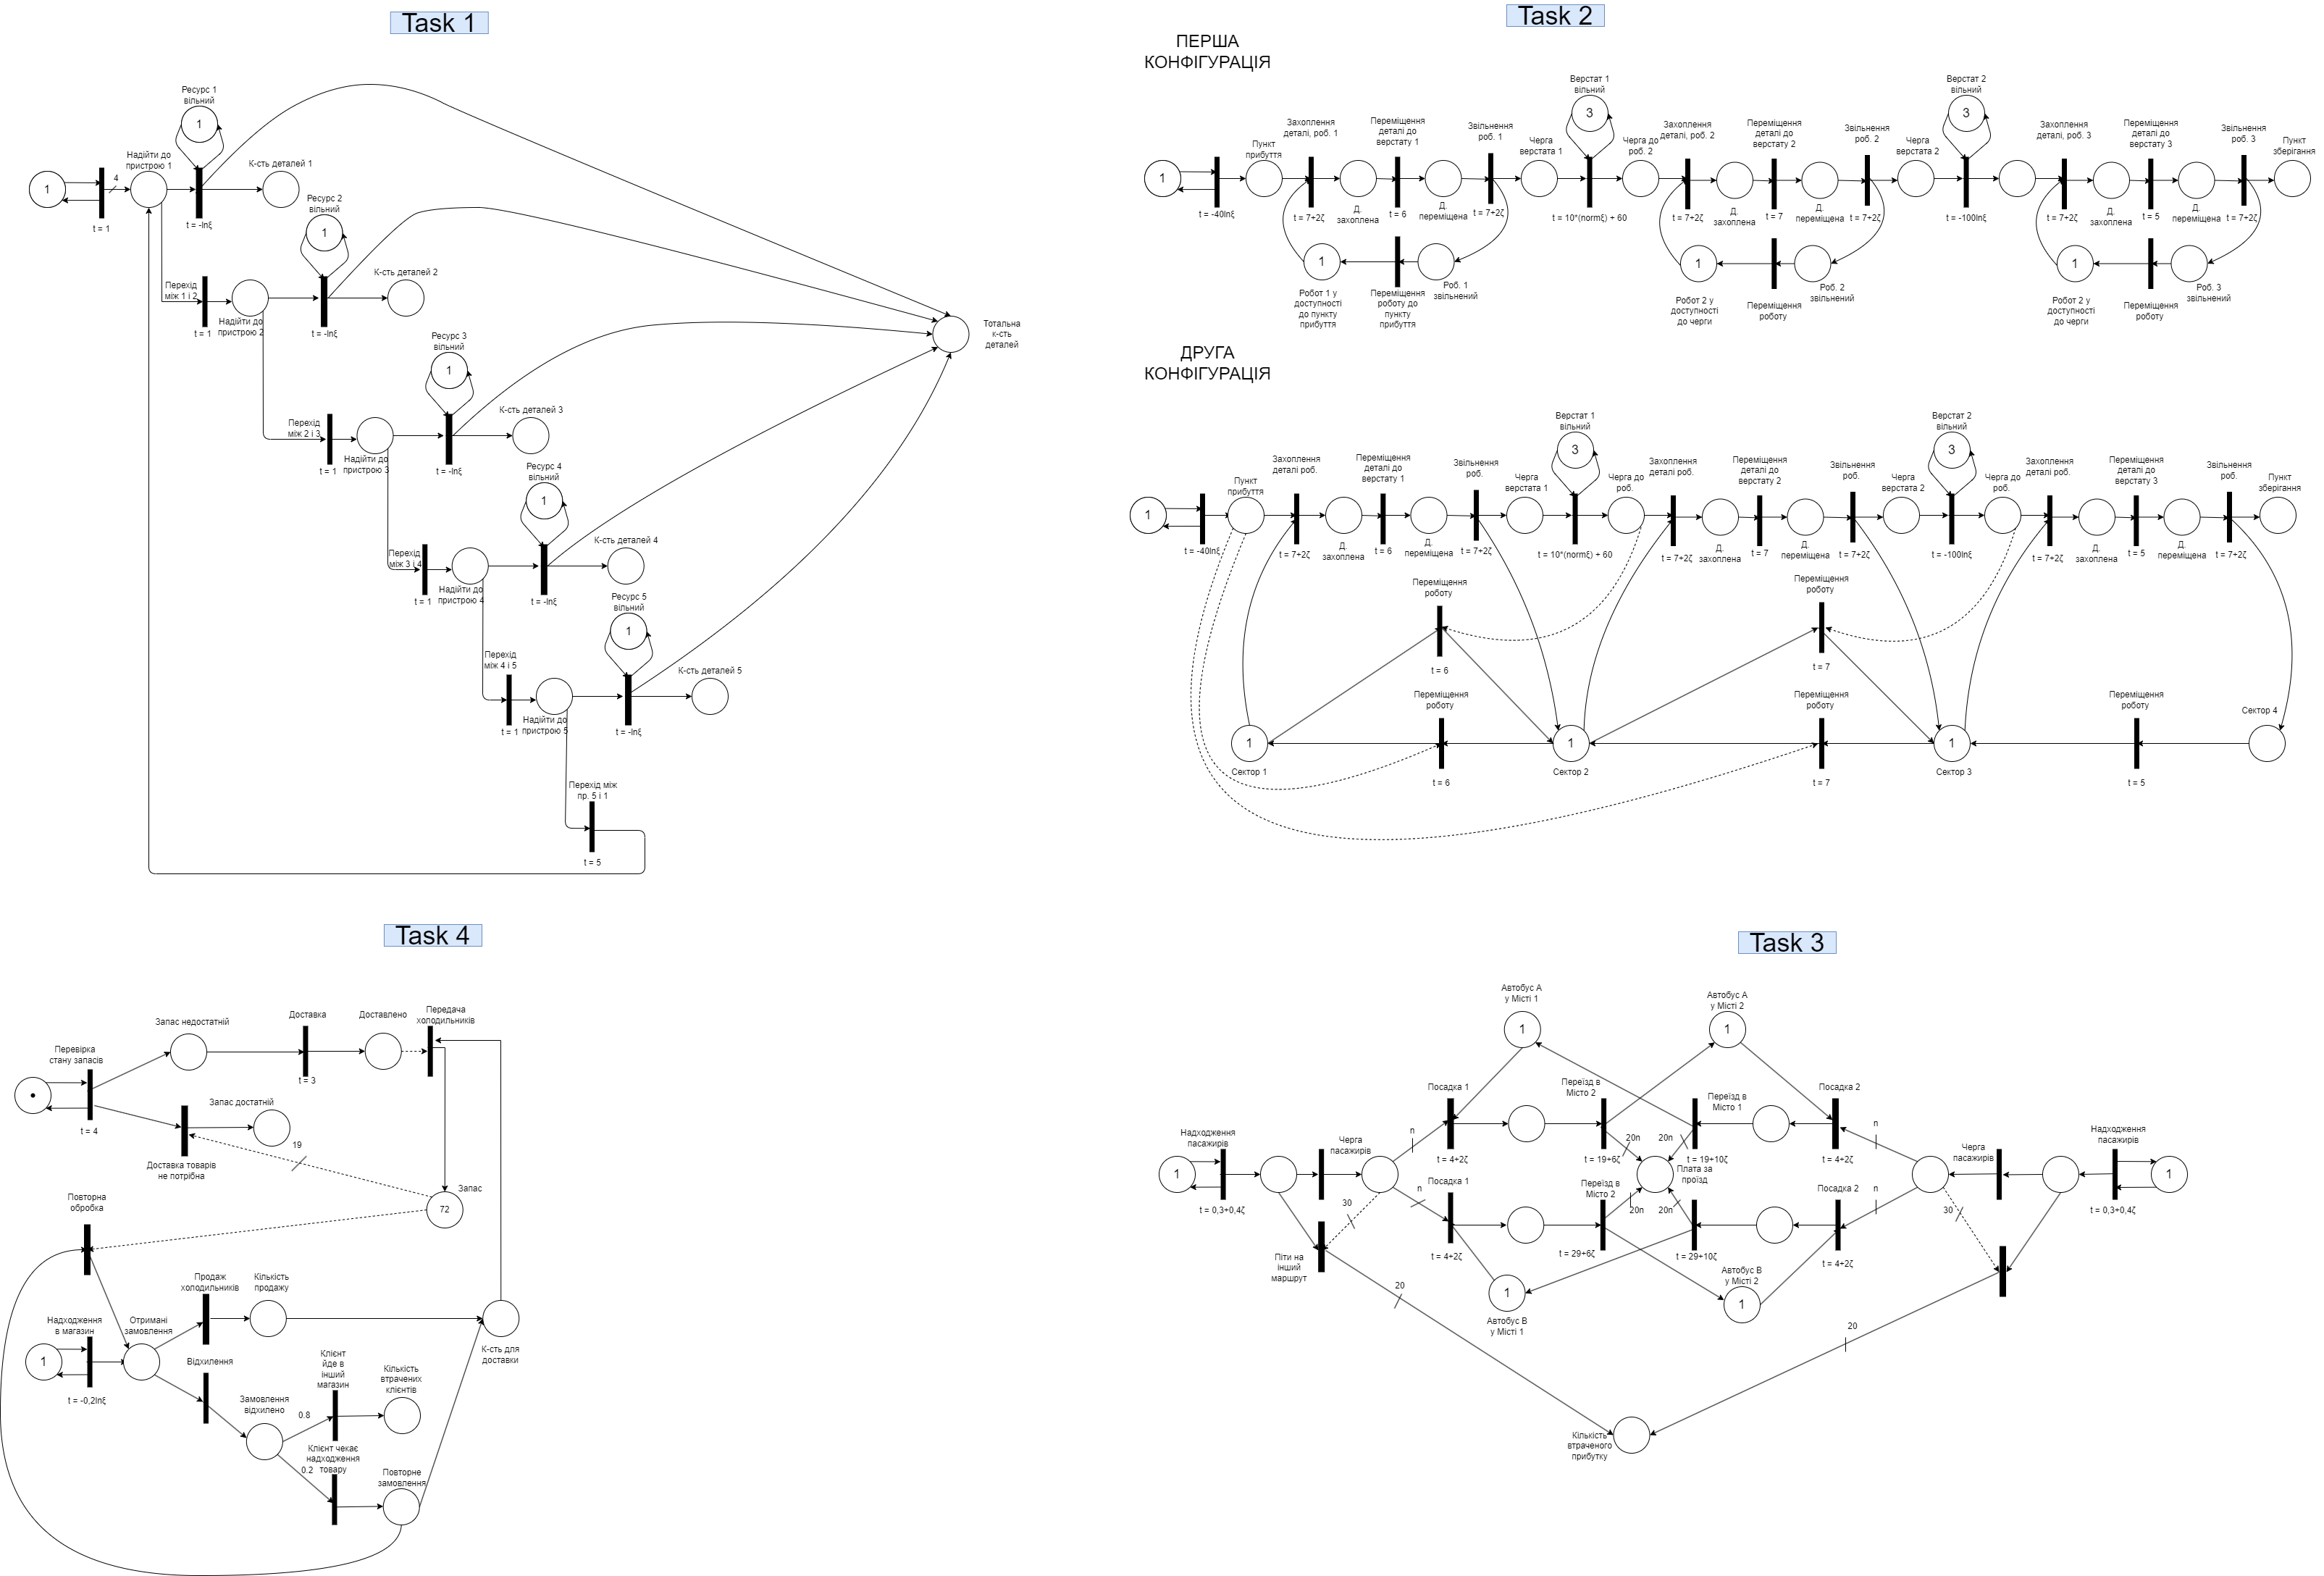 Task 1
Ресурс 1
вільний
1
Надійти до
пристрою 1
К-сть деталей 1
1
4
t = 1
t = -lnξ
Ресурс 2
вільний
1
К-сть деталей 2
Перехід
між 1 і 2
Надійти до
пристрою 2
t = 1
t = -lnξ
Тотальна
к-сть
деталей
Ресурс 3
вільний
1
К-сть деталей 3
Перехід
між 2 і 3
Надійти до
пристрою 3
t = 1
t = -lnξ
Ресурс 4
вільний
1
К-сть деталей 4
Перехід
між 3 і 4
Надійти до
пристрою 4
t = 1
t = -lnξ
Ресурс 5
вільний
1
К-сть деталей 5
Перехід
між 4 і 5
Надійти до
пристрою 5
t = 1
t = -lnξ
Перехід між
пр. 5 і 1
t = 5
Task 2
ПЕРША
КОНФІГУРАЦІЯ
1
t = -40lnξ
Пункт
прибуття
Захоплення
деталі, роб. 1
t = 7+2ζ
Д.
захоплена
Переміщення
деталі до
верстату 1
t = 6
Д.
переміщена
Звільнення
роб. 1
t = 7+2ζ
Черга
верстата 1
Верстат 1
вільний
3
t = 10*(normξ) + 60
Черга до
роб. 2
Захоплення
деталі, роб. 2
t = 7+2ζ
Д.
захоплена
Переміщення
деталі до
верстату 2
t = 7
Д.
переміщена
Звільнення
роб. 2
t = 7+2ζ
Черга
верстата 2
Верстат 2
вільний
3
t = -100lnξ
Захоплення
деталі, роб. 3
t = 7+2ζ
Д.
захоплена
Переміщення
деталі до
верстату 3
t = 5
Д.
переміщена
Звільнення
роб. 3
t = 7+2ζ
Пункт
зберігання
1
Робот 1 у
доступності
до пункту
прибуття
Переміщення
роботу до
пункту
прибуття
Роб. 1
звільнений
1
Робот 2 у
доступності
до черги
Переміщення
роботу
Роб. 2
звільнений
1
Робот 2 у
доступності
до черги
Переміщення
роботу
Роб. 3
звільнений
ДРУГА
КОНФІГУРАЦІЯ
1
t = -40lnξ
Пункт
прибуття
Захоплення
деталі роб.
t = 7+2ζ
Д.
захоплена
Переміщення
деталі до
верстату 1
t = 6
Д.
переміщена
Звільнення
роб.
t = 7+2ζ
Черга
верстата 1
Верстат 1
вільний
3
t = 10*(normξ) + 60
Черга до
роб.
Захоплення
деталі роб.
t = 7+2ζ
Д.
захоплена
Переміщення
деталі до
верстату 2
t = 7
Д.
переміщена
Звільнення
роб.
t = 7+2ζ
Черга
верстата 2
Верстат 2
вільний
3
t = -100lnξ
Черга до
роб.
Захоплення
деталі роб.
t = 7+2ζ
Д.
захоплена
Переміщення
деталі до
верстату 3
t = 5
Д.
переміщена
Звільнення
роб.
t = 7+2ζ
Пункт
зберігання
Переміщення
роботу
t = 6
Переміщення
роботу
t = 7
Переміщення
роботу
t = 6
Переміщення
роботу
t = 7
Переміщення
роботу
t = 5
1
Сектор 1
1
Сектор 2
1
Сектор 3
Сектор 4
Task 4
Перевірка
стану запасів
t = 4
Запас недостатній
Доставка
t = 3
Доставлено
Передача
холодильників
Запас достатній
Доставка товарів
не потрібна
19
Запас
72
Повторна
обробка
Продаж
холодильників
Кількість
продажу
Надходження
в магазин
1
t = -0,2lnξ
Отримані
замовлення
Відхилення
Замовлення
відхилено
0.8
Клієнт
йде в
інший
магазин
Кількість
втрачених
клієнтів
0.2
Клієнт чекає
надходження
товару
Повторне
замовлення
К-сть для
доставки
Task 3
Автобус А
у Місті 1
1
Автобус А
у Місті 2
1
Надходження
пасажирів
1
t = 0,3+0,4ζ
Черга
пасажирів
n
n
30
Посадка 1
t = 4+2ζ
Посадка 1
t = 4+2ζ
Переїзд в
Місто 2
t = 19+6ζ
Переїзд в
Місто 2
t = 29+6ζ
20n
20n
20n
20n
Плата за
проїзд
Переїзд в
Місто 1
t = 19+10ζ
t = 29+10ζ
Посадка 2
t = 4+2ζ
Посадка 2
t = 4+2ζ
n
n
30
Черга
пасажирів
Надходження
пасажирів
1
t = 0,3+0,4ζ
Піти на
інший
маршрут
20
20
1
Автобус В
у Місті 1
Автобус В
у Місті 2
1
Кількість
втраченого
прибутку